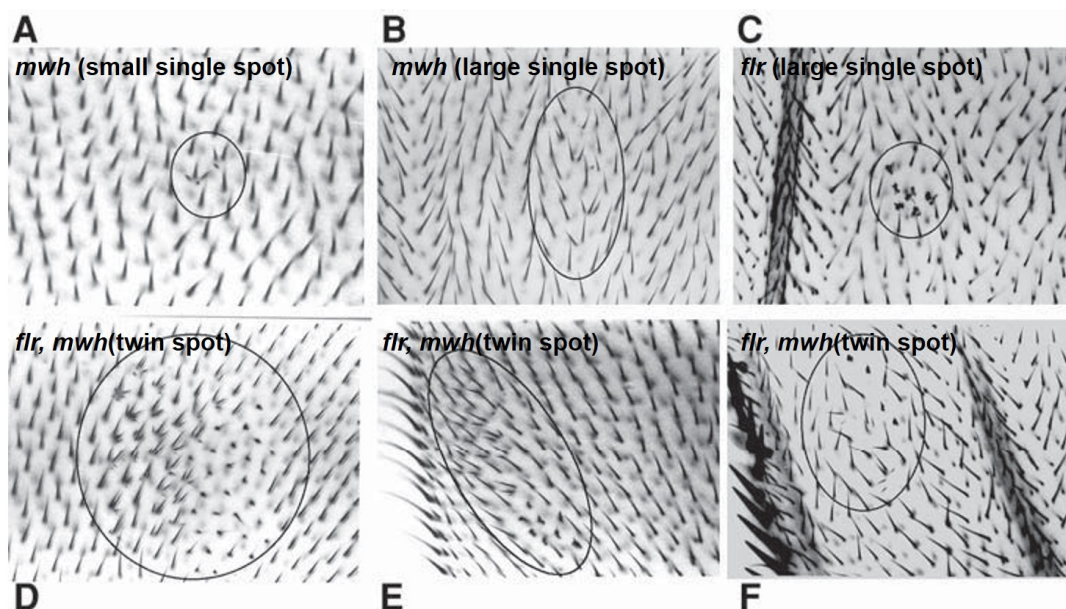 A
B
C
mwh (small single spot)
mwh (large single spot)
flr (large single spot)
flr, mwh(twin spot)
flr, mwh(twin spot)
flr, mwh(twin spot)
D
E
F